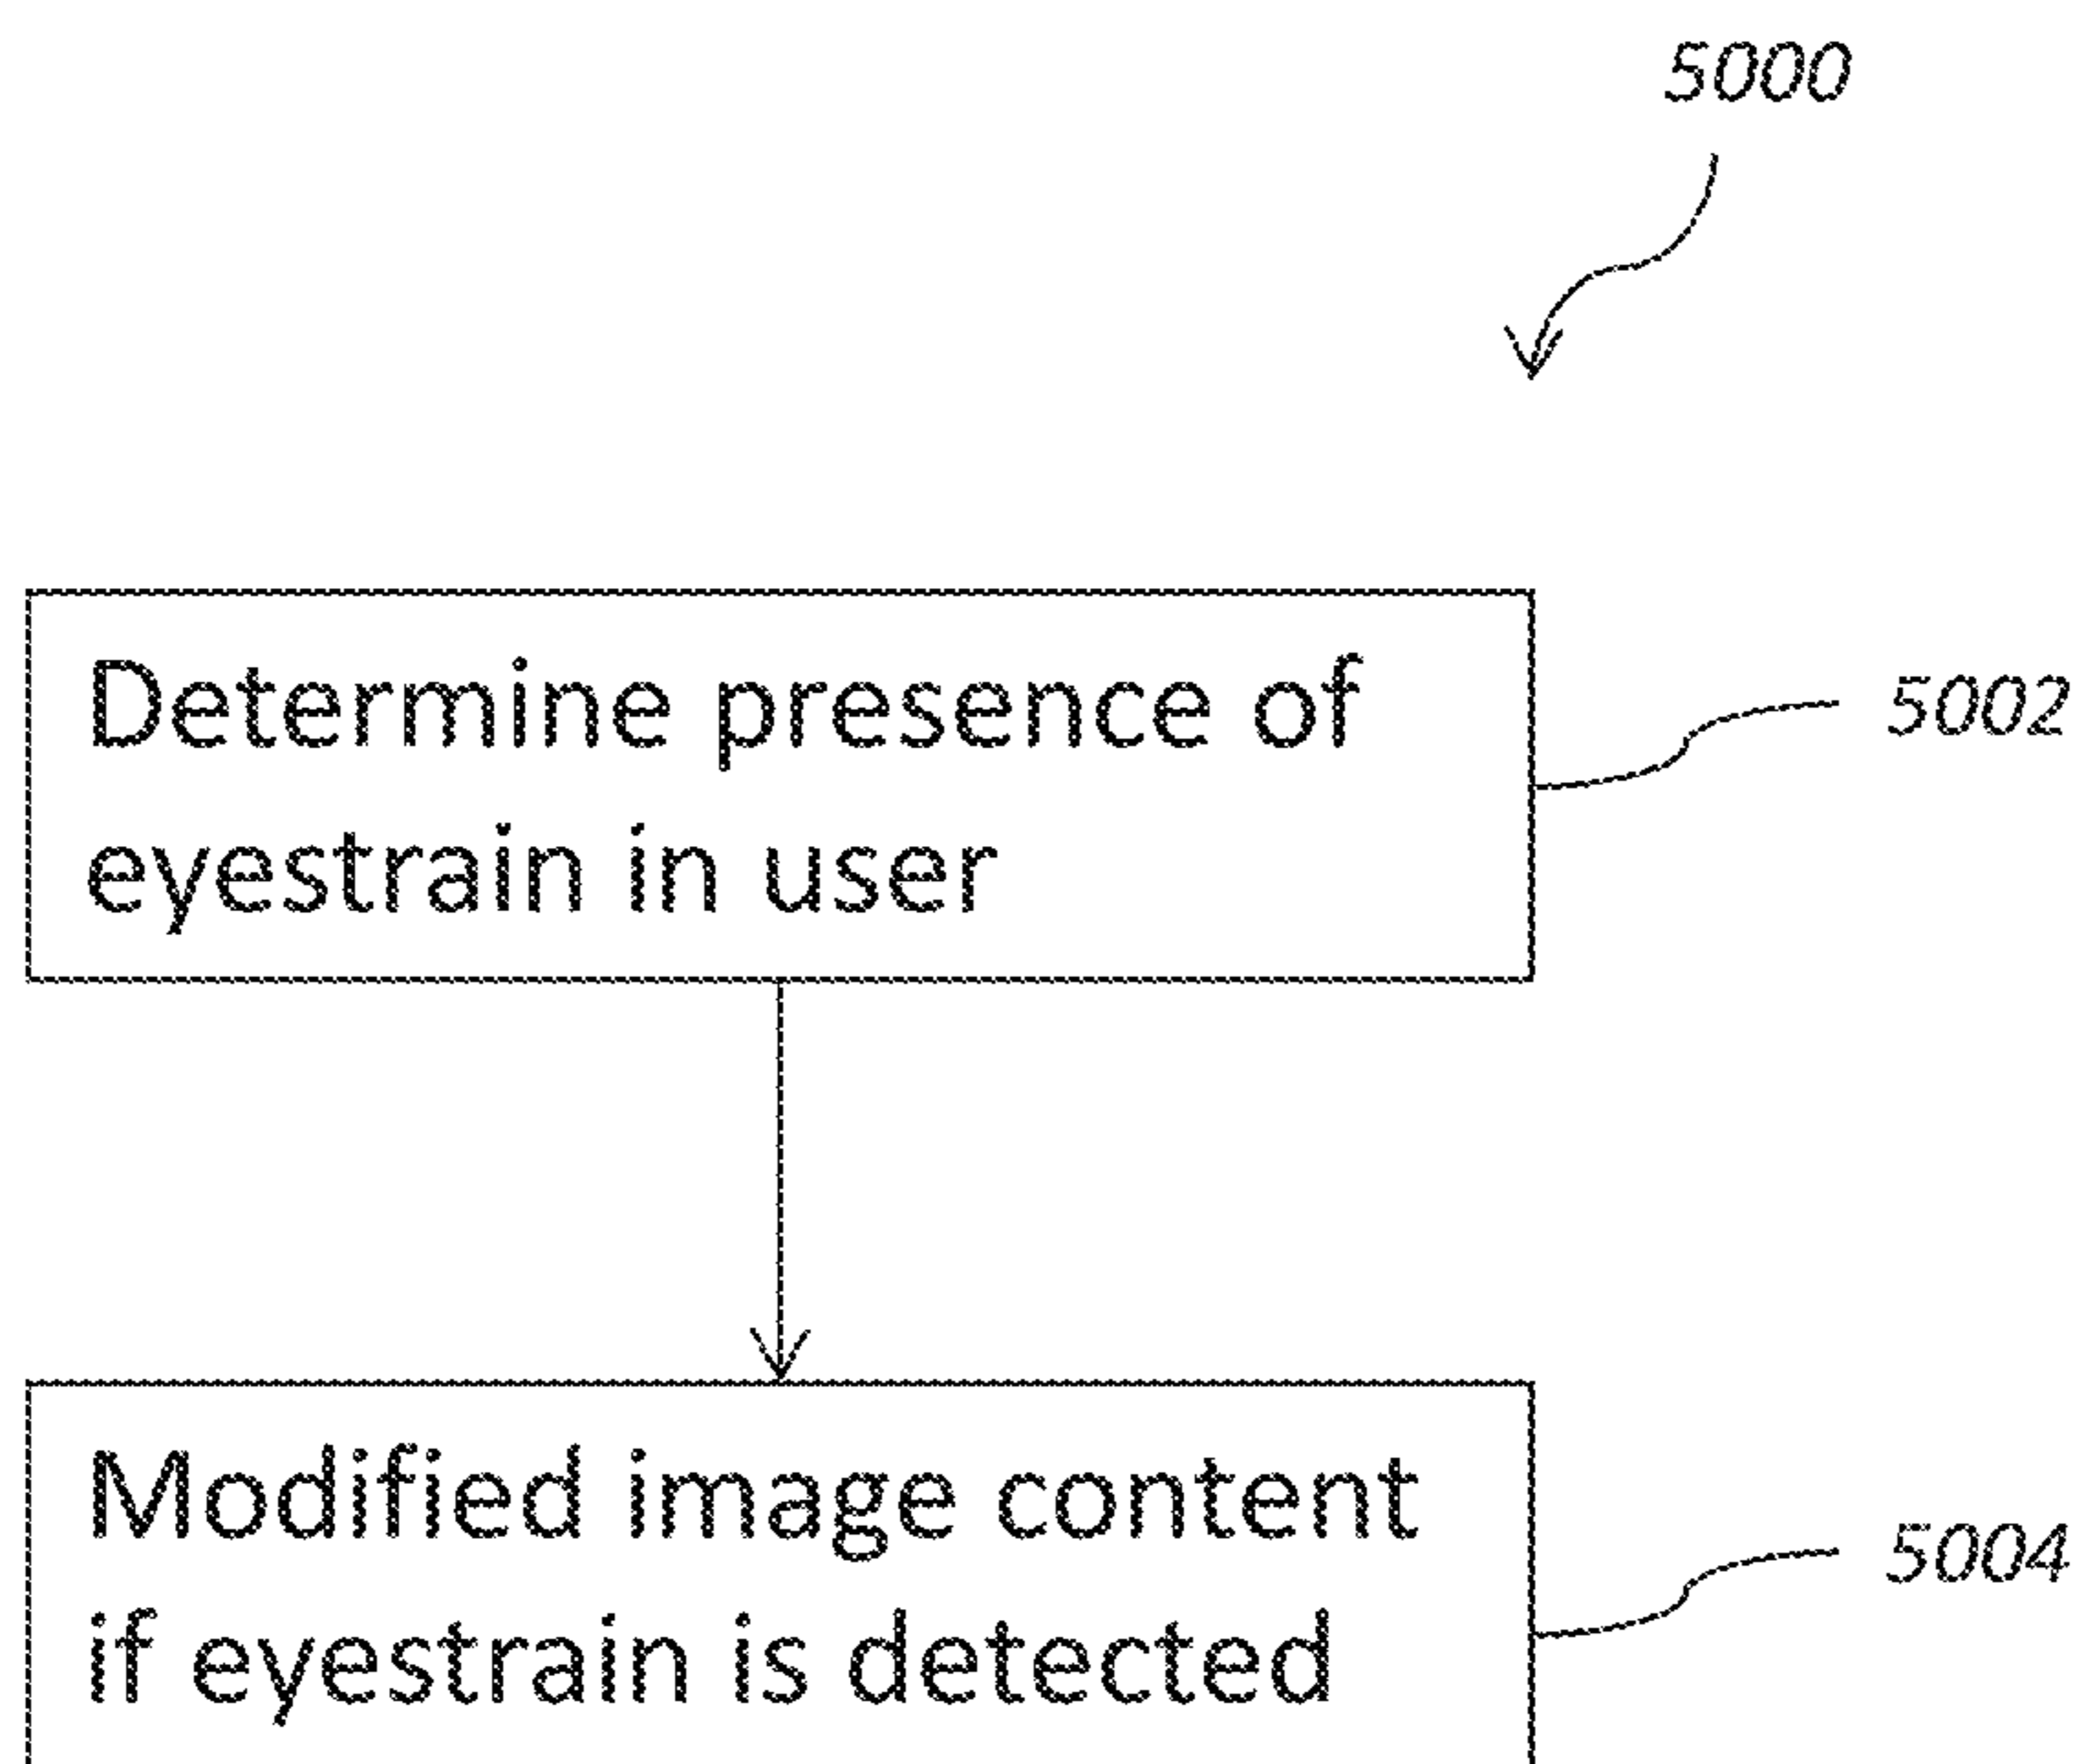 5000
Determine presence of
eyestrain in user
5002
Modified image content
if eyestrain is detected
5004